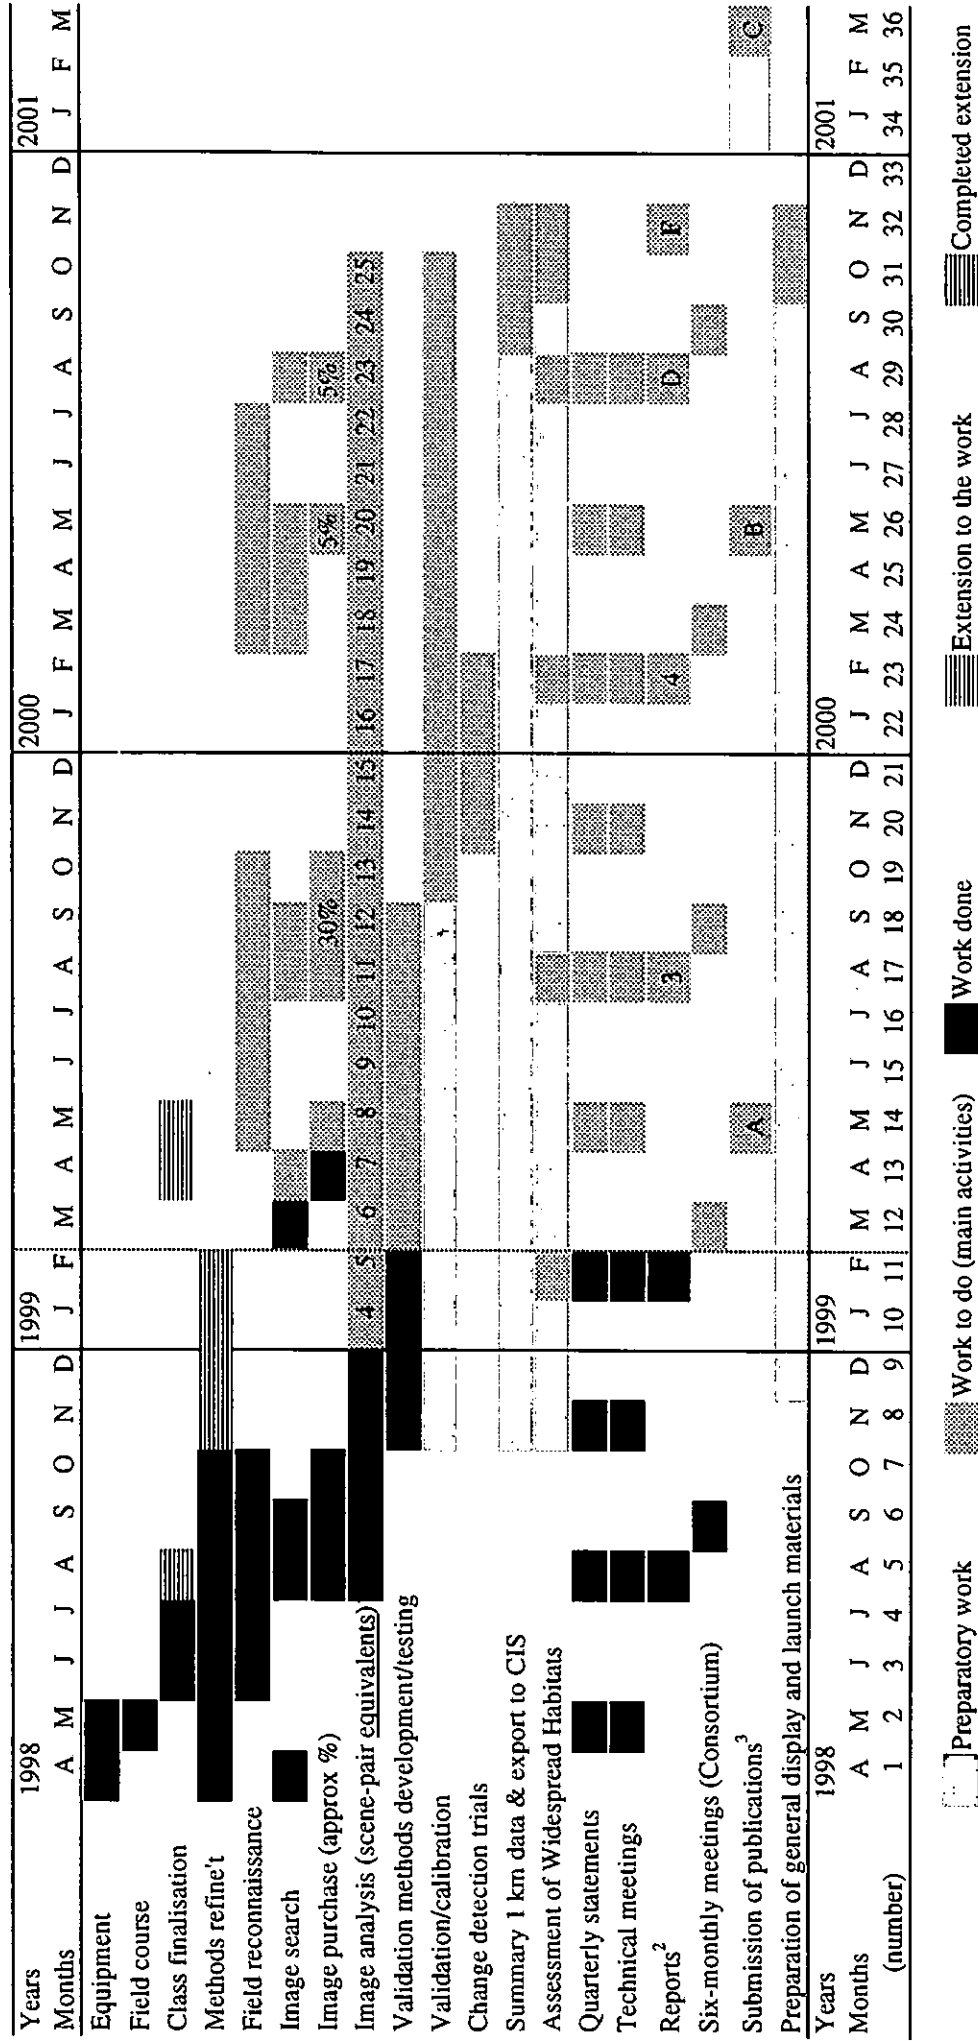 Years 1998 1999 2000 2001
Months A M J J A S O N D J F M A M J J A S O N D J F M A M J J A S O N D J F M
Equipment
Field course
Class finalisation
Methods refine't
Field reconnaissance
Image search
Image purchase (approx %) 30% 5% 5%
Image analysis (scene-pair equivalents) 4 5 6 7 8 9 10 11 12 13 14 15 16 17 18 19 20 21 22 23 24 25
Validation methods development/testing
Validation/calibration
Change detection trials
Summary 1 km data & export to CIS
Assessment of Widespread Habitats
Quarterly statements
Technical meetings
Reports² 3 4 D F
Six-monthly meetings (Consortium)
Submission of publications³ A B C
Preparation of general display and launch materials
Years 1998 1999 2000 2001
Months A M J J A S O N D J F M A M J J A S O N D J F M A M J J A S O N D J F M
(number) 1 2 3 4 5 6 7 8 9 10 11 12 13 14 15 16 17 18 19 20 21 22 23 24 25 26 27 28 29 30 31 32 33 34 35 36
Preparatory work Work to do (main activities) Work done Extension to the work Completed extension